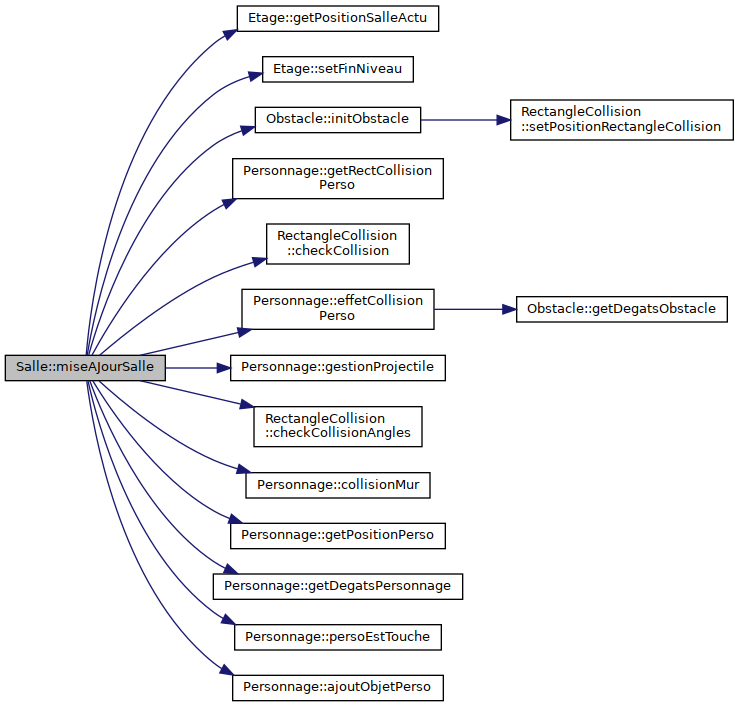 Etage::getPositionSalleActu
Etage::setFinNiveau
Obstacle::initObstacle
RectangleCollision
::setPositionRectangleCollision
Personnage::getRectCollision
Perso
RectangleCollision
::checkCollision
Personnage::effetCollision
Perso
Obstacle::getDegatsObstacle
Salle::miseAJourSalle
Personnage::gestionProjectile
RectangleCollision
::checkCollisionAngles
Personnage::collisionMur
Personnage::getPositionPerso
Personnage::getDegatsPersonnage
Personnage::persoEstTouche
Personnage::ajoutObjetPerso